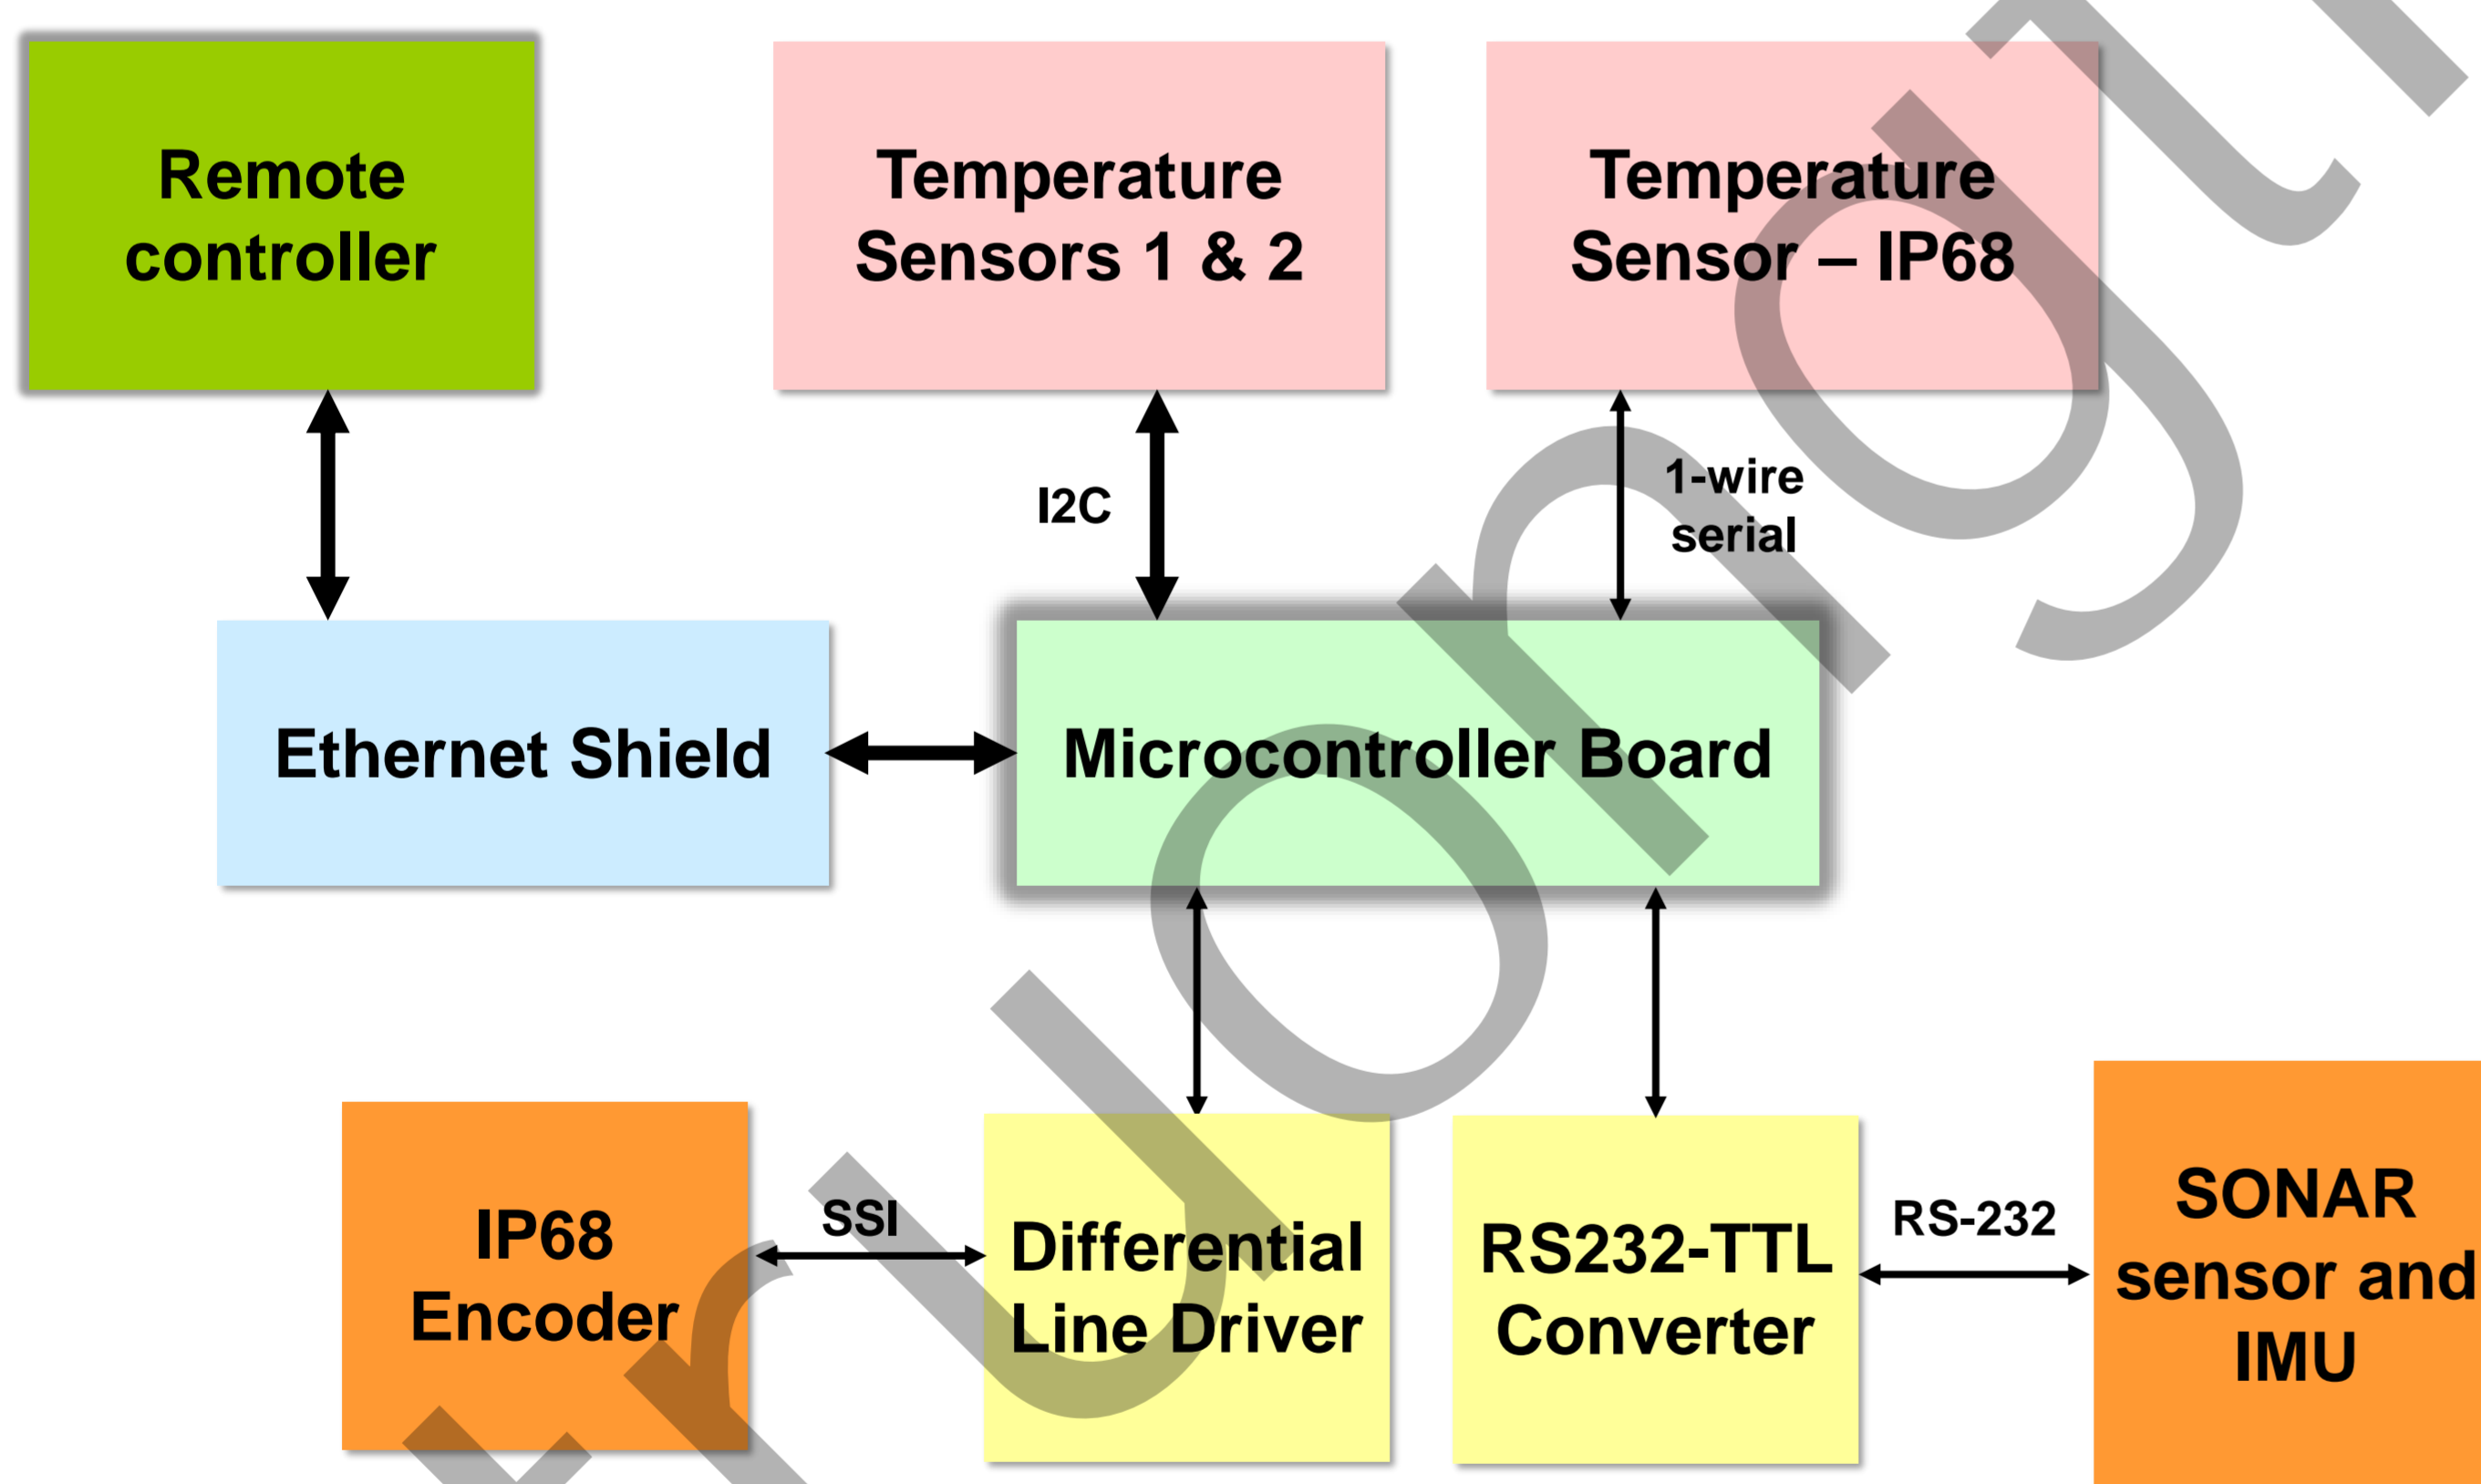 Remote
controller
Temperature
Sensors 1 & 2
Temperature
Sensor – IP68
I2C
1-wire
serial
Ethernet Shield
Microcontroller Board
IP68
Encoder
SSI
Differential
Line Driver
RS232-TTL
Converter
RS-232
SONAR
sensor and
IMU